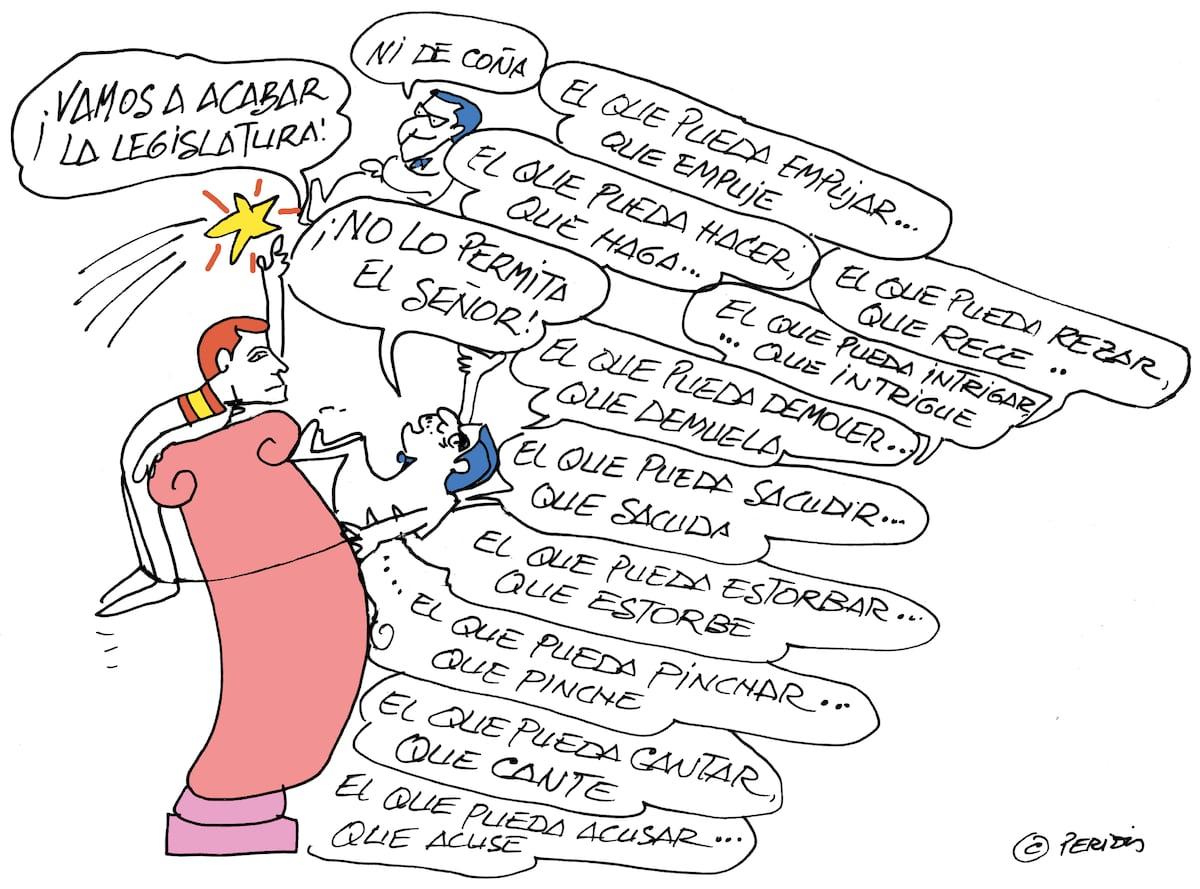 NI DE COÑA
¡VAMOS A ACABAR
¡LA LEGISLATURA!
EL QUE PUEDA EMPUJAR...
QUE EMPUJE
EL QUE PUEDA HACER,
QUE HAGA...
¡NO LO PERMITA
EL SEÑOR!
EL QUE PUEDA REZAR,
QUE RECE ..
EL QUE PUEDA INTRIGAR,
... QUE INTRIGUE
EL QUE PUEDA DEMOLER...
QUE DEMUELA
EL QUE PUEDA SACUDIR...
QUE SACUDA
EL QUE PUEDA ESTORBAR...
QUE ESTORBE
... EL QUE PUEDA PINCHAR...
QUE PINCHE
EL QUE PUEDA CANTAR,
QUE CANTE
EL QUE PUEDA ACUSAR...
QUE ACUSE
© PERIDIS